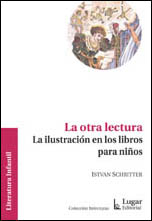 La otra lectura
La ilustración en los libros
para niños
ISTVAN SCHRITTER
Literatura Infantil
Colección Relecturas
Lugar
Editorial